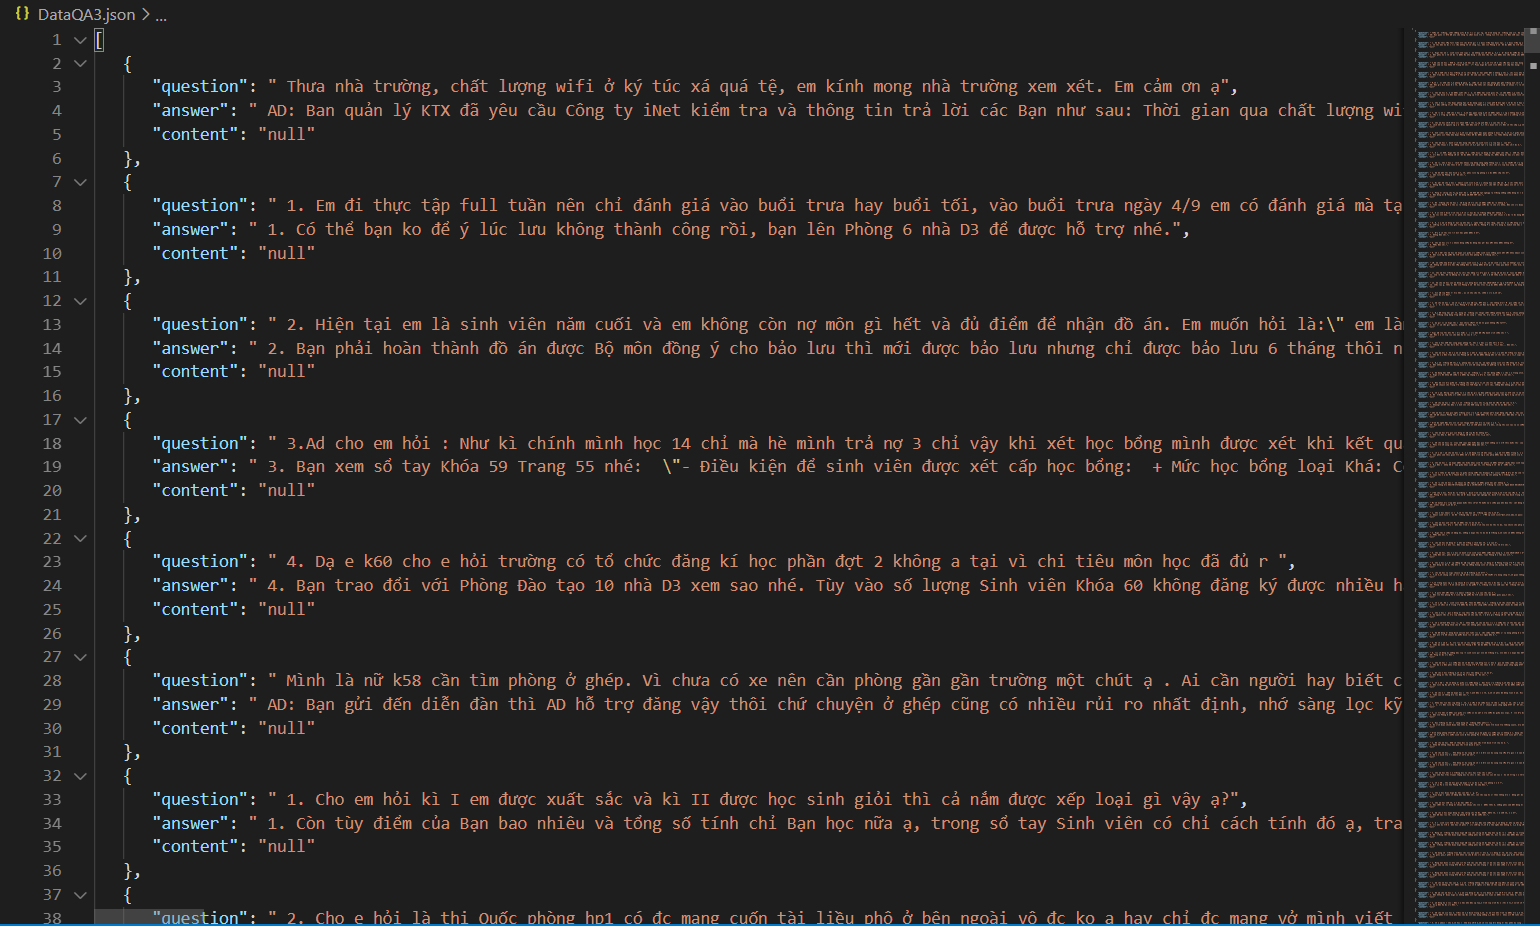 {} DataQA3.json > ...
1 [
2 {
3 "question": " Thưa nhà trường, chất lượng wifi ở ký túc xá quá tệ, em kính mong nhà trường xem xét. Em cảm ơn ạ",
4 "answer": " AD: Ban quản lý KTX đã yêu cầu Công ty iNet kiểm tra và thông tin trả lời các Bạn như sau: Thời gian qua chất lượng wi
5 "content": "null"
6 },
7 {
8 "question": " 1. Em đi thực tập full tuần nên chỉ đánh giá vào buổi trưa hay buổi tối, vào buổi trưa ngày 4/9 em có đánh giá mà tạ
9 "answer": " 1. Có thể bạn ko để ý lúc lưu không thành công rồi, bạn lên Phòng 6 nhà D3 để được hỗ trợ nhé.",
10 "content": "null"
11 },
12 {
13 "question": " 2. Hiện tại em là sinh viên năm cuối và em không còn nợ môn gì hết và đủ điểm để nhận đồ án. Em muốn hỏi là:\" em làm
14 "answer": " 2. Bạn phải hoàn thành đồ án được Bộ môn đồng ý cho bảo lưu thì mới được bảo lưu nhưng chỉ được bảo lưu 6 tháng thôi n
15 "content": "null"
16 },
17 {
18 "question": " 3.Ad cho em hỏi : Như kì chính mình học 14 chỉ mà hè mình trả nợ 3 chỉ vậy khi xét học bổng mình được xét khi kết qu
19 "answer": " 3. Bạn xem sổ tay Khóa 59 Trang 55 nhé:  \"- Điều kiện để sinh viên được xét cấp học bổng:  + Mức học bổng loại Khá: C
20 "content": "null"
21 },
22 {
23 "question": " 4. Dạ e k60 cho e hỏi trường có tổ chức đăng kí học phần đợt 2 không a tại vì chi tiêu môn học đã đủ r ",
24 "answer": " 4. Bạn trao đổi với Phòng Đào tạo 10 nhà D3 xem sao nhé. Tùy vào số lượng Sinh viên Khóa 60 không đăng ký được nhiều h
25 "content": "null"
26 },
27 {
28 "question": " Mình là nữ k58 cần tìm phòng ở ghép. Vì chưa có xe nên cần phòng gần gần trường một chút ạ . Ai cần người hay biết c
29 "answer": " AD: Bạn gửi đến diễn đàn thì AD hỗ trợ đăng vậy thôi chứ chuyện ở ghép cũng có nhiều rủi ro nhất định, nhớ sàng lọc kỹ
30 "content": "null"
31 },
32 {
33 "question": " 1. Cho em hỏi kì I em được xuất sắc và kì II được học sinh giỏi thì cả nắm được xếp loại gì vậy ạ?",
34 "answer": " 1. Còn tùy điểm của Bạn bao nhiêu và tổng số tính chỉ Bạn học nữa ạ, trong sổ tay Sinh viên có chỉ cách tính đó ạ, tra
35 "content": "null"
36 },
37 {
38 "question": " 2. Cho e hỏi là thi Quốc phòng hp1 có đc mang cuốn tài liệu phô ở bên ngoài vô đc ko ạ hay chỉ đc mang vở mình viết